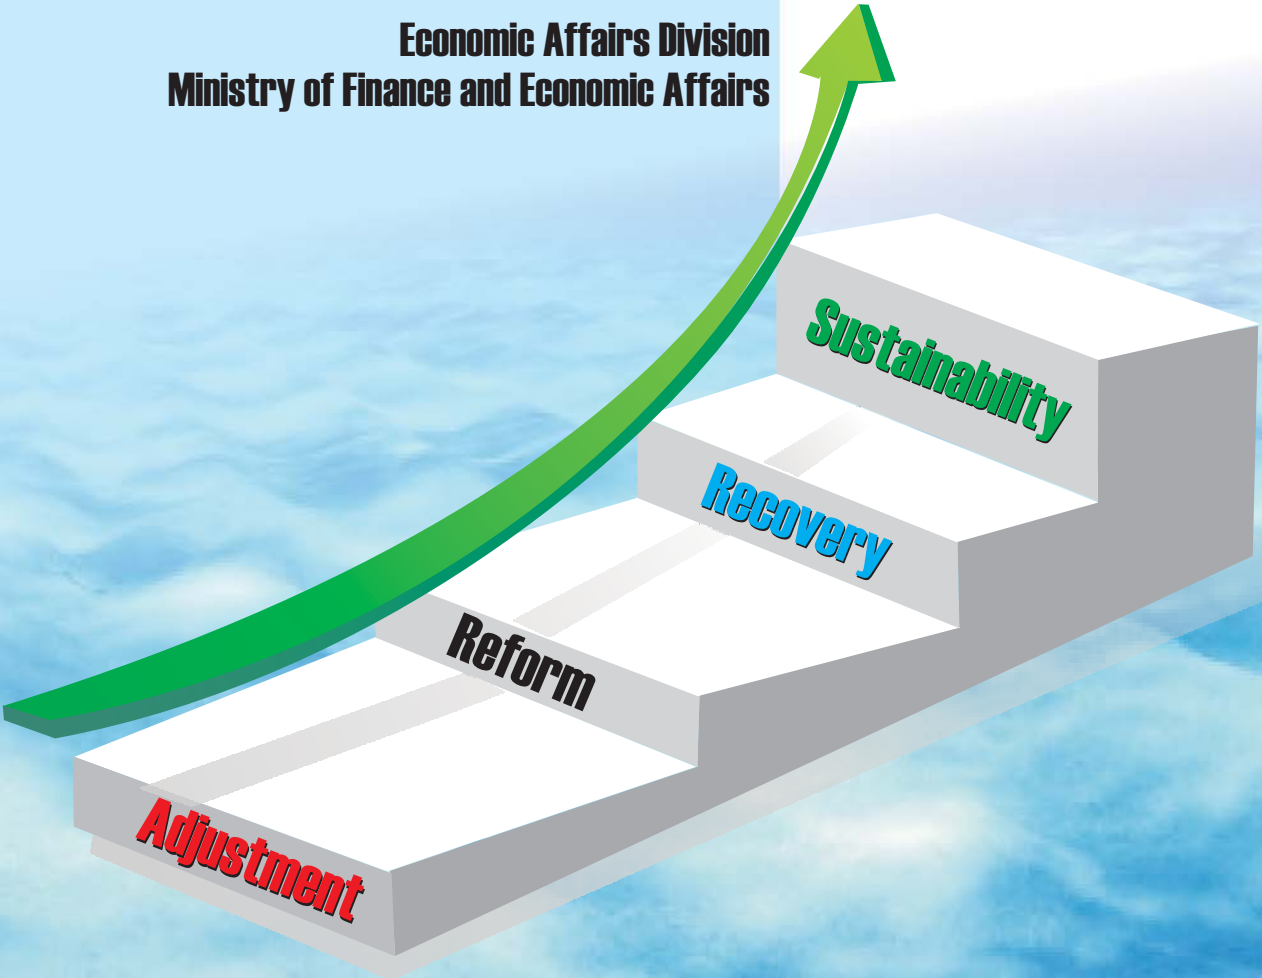 Economic Affairs Division
Ministry of Finance and Economic Affairs
Sustainability
Recovery
Reform
Adjustment